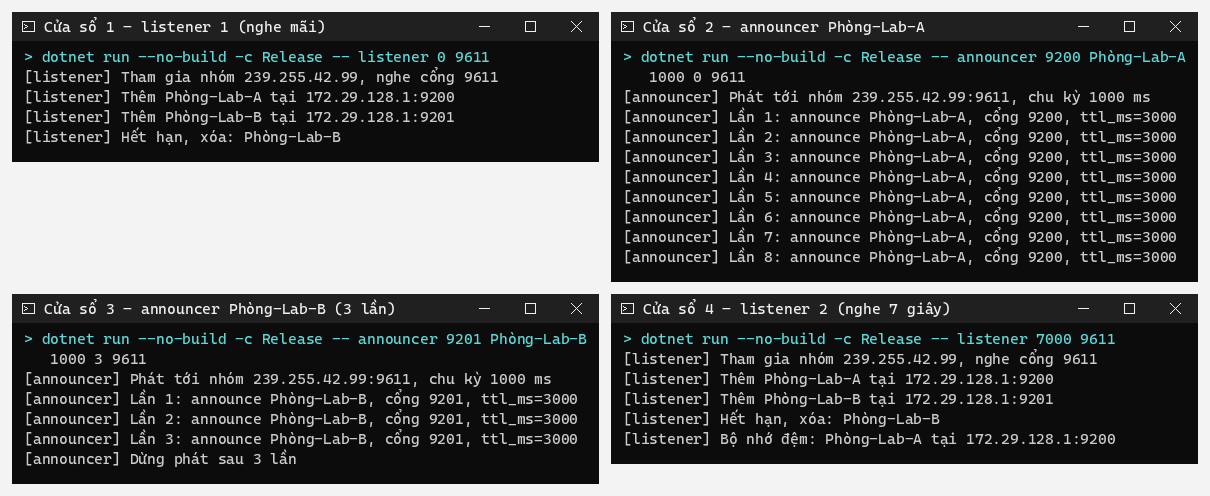 Cửa sổ 1 – listener 1 (nghe mãi)
> dotnet run --no-build -c Release -- listener 0 9611
[listener] Tham gia nhóm 239.255.42.99, nghe cổng 9611
[listener] Thêm Phòng-Lab-A tại 172.29.128.1:9200
[listener] Thêm Phòng-Lab-B tại 172.29.128.1:9201
[listener] Hết hạn, xóa: Phòng-Lab-B
Cửa sổ 2 – announcer Phòng-Lab-A
> dotnet run --no-build -c Release -- announcer 9200 Phòng-Lab-A
1000 0 9611
[announcer] Phát tới nhóm 239.255.42.99:9611, chu kỳ 1000 ms
[announcer] Lần 1: announce Phòng-Lab-A, cổng 9200, ttl_ms=3000
[announcer] Lần 2: announce Phòng-Lab-A, cổng 9200, ttl_ms=3000
[announcer] Lần 3: announce Phòng-Lab-A, cổng 9200, ttl_ms=3000
[announcer] Lần 4: announce Phòng-Lab-A, cổng 9200, ttl_ms=3000
[announcer] Lần 5: announce Phòng-Lab-A, cổng 9200, ttl_ms=3000
[announcer] Lần 6: announce Phòng-Lab-A, cổng 9200, ttl_ms=3000
[announcer] Lần 7: announce Phòng-Lab-A, cổng 9200, ttl_ms=3000
[announcer] Lần 8: announce Phòng-Lab-A, cổng 9200, ttl_ms=3000
Cửa sổ 3 – announcer Phòng-Lab-B (3 lần)
> dotnet run --no-build -c Release -- announcer 9201 Phòng-Lab-B
1000 3 9611
[announcer] Phát tới nhóm 239.255.42.99:9611, chu kỳ 1000 ms
[announcer] Lần 1: announce Phòng-Lab-B, cổng 9201, ttl_ms=3000
[announcer] Lần 2: announce Phòng-Lab-B, cổng 9201, ttl_ms=3000
[announcer] Lần 3: announce Phòng-Lab-B, cổng 9201, ttl_ms=3000
[announcer] Dừng phát sau 3 lần
Cửa sổ 4 – listener 2 (nghe 7 giây)
> dotnet run --no-build -c Release -- listener 7000 9611
[listener] Tham gia nhóm 239.255.42.99, nghe cổng 9611
[listener] Thêm Phòng-Lab-A tại 172.29.128.1:9200
[listener] Thêm Phòng-Lab-B tại 172.29.128.1:9201
[listener] Hết hạn, xóa: Phòng-Lab-B
[listener] Bộ nhớ đệm: Phòng-Lab-A tại 172.29.128.1:9200